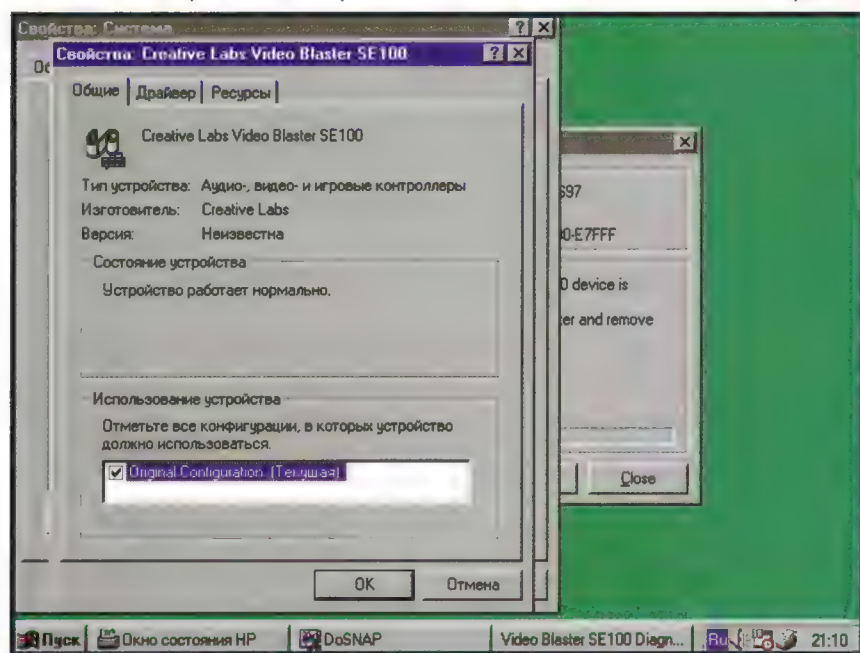 Свойства: Система
Свойства: Creative Labs Video Blaster SE100
Общие
Драйвер
Ресурсы
Creative Labs Video Blaster SE100
Тип устройства: Аудио-, видео- и игровые контроллеры
Изготовитель: Creative Labs
Версия: Неизвестна
Состояние устройства
Устройство работает нормально.
Использование устройства
Отметьте все конфигурации, в которых устройство
должно использоваться.
Original Configuration (Текущая)
OK
Отмена
0-E7FFF
0 device is
ter and remove
Close
Пуск
Окно состояния HP
DoSNAP
Video Blaster SE100 Diagn...
Ru
21:10